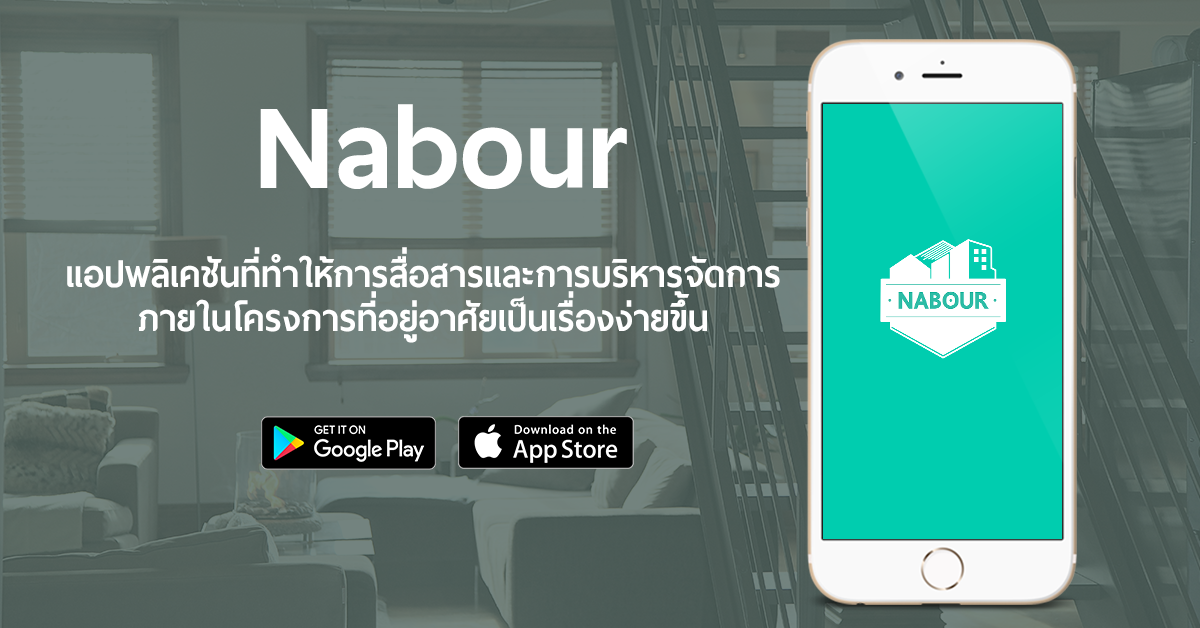 Nabour
แอปพลิเคชันที่ทำให้การสื่อสารและการบริหารจัดการ
ภายในโครงการที่อยู่อาศัยเป็นเรื่องง่ายขึ้น
GET IT ON
Google Play
Download on the
App Store
· NABOUR ·